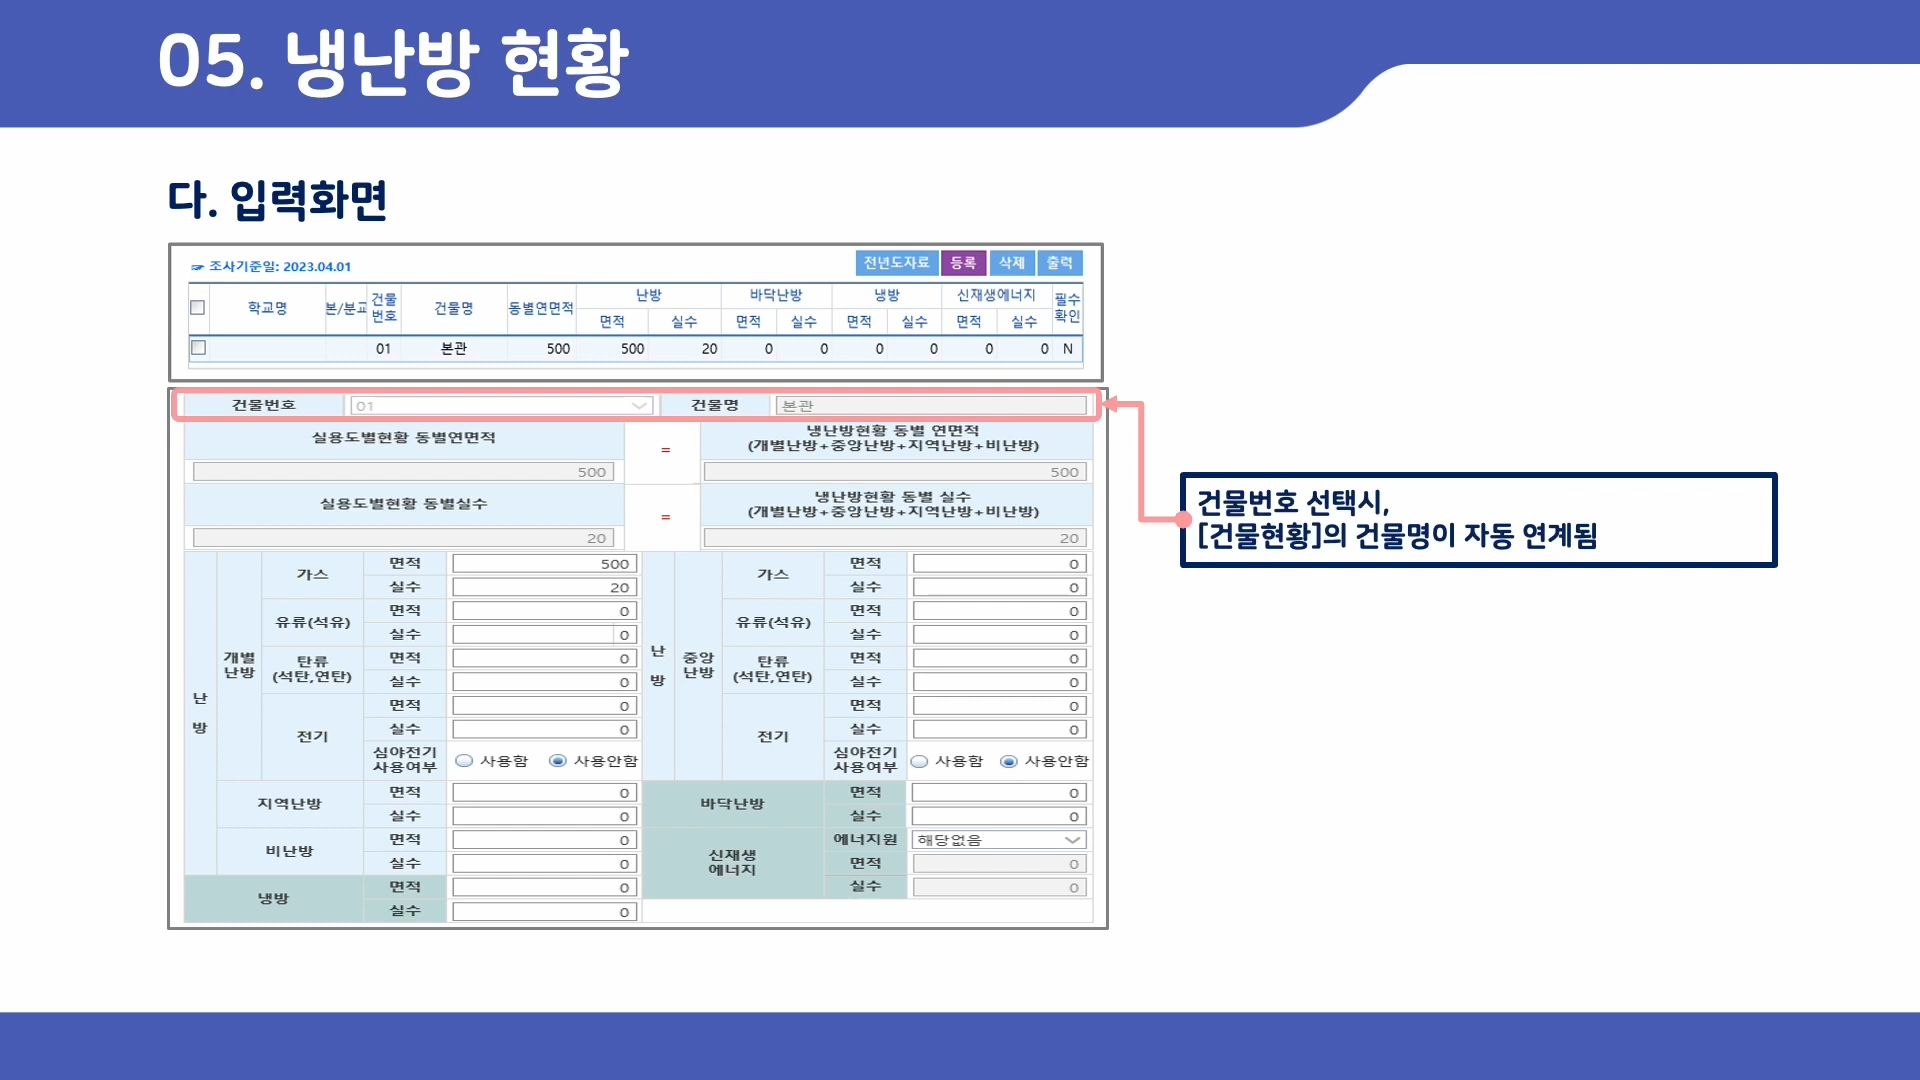 05. 냉난방 현황
다. 입력화면
☞ 조사기준일: 2023.04.01
전년도자료 등록 삭제 출력
학교명 본/분교 건물번호 건물명 동별연면적 난방 바닥난방 냉방 신재생에너지 필수확인
면적 실수 면적 실수 면적 실수 면적 실수
01 본관 500 500 20 0 0 0 0 0 0 N
건물번호 01 건물명 본관
실용도별현황 동별연면적 = 냉난방현황 동별 연면적
(개별난방+중앙난방+지역난방+비난방)
500 500
실용도별현황 동별실수 = 냉난방현황 동별 실수
(개별난방+중앙난방+지역난방+비난방)
20 20
난방 개별난방 가스 면적 500
실수 20
유류(석유) 면적 0
실수 0
탄류(석탄,연탄) 면적 0
실수 0
전기 면적 0
실수 0
심야전기 사용여부 사용함 사용안함
지역난방 면적 0
실수 0
비난방 면적 0
실수 0
냉방 면적 0
실수 0
난방 중앙난방 가스 면적 0
실수 0
유류(석유) 면적 0
실수 0
탄류(석탄,연탄) 면적 0
실수 0
전기 면적 0
실수 0
심야전기 사용여부 사용함 사용안함
바닥난방 면적 0
실수 0
신재생에너지 에너지원 해당없음
면적 0
실수 0
건물번호 선택시,
[건물현황]의 건물명이 자동 연계됨